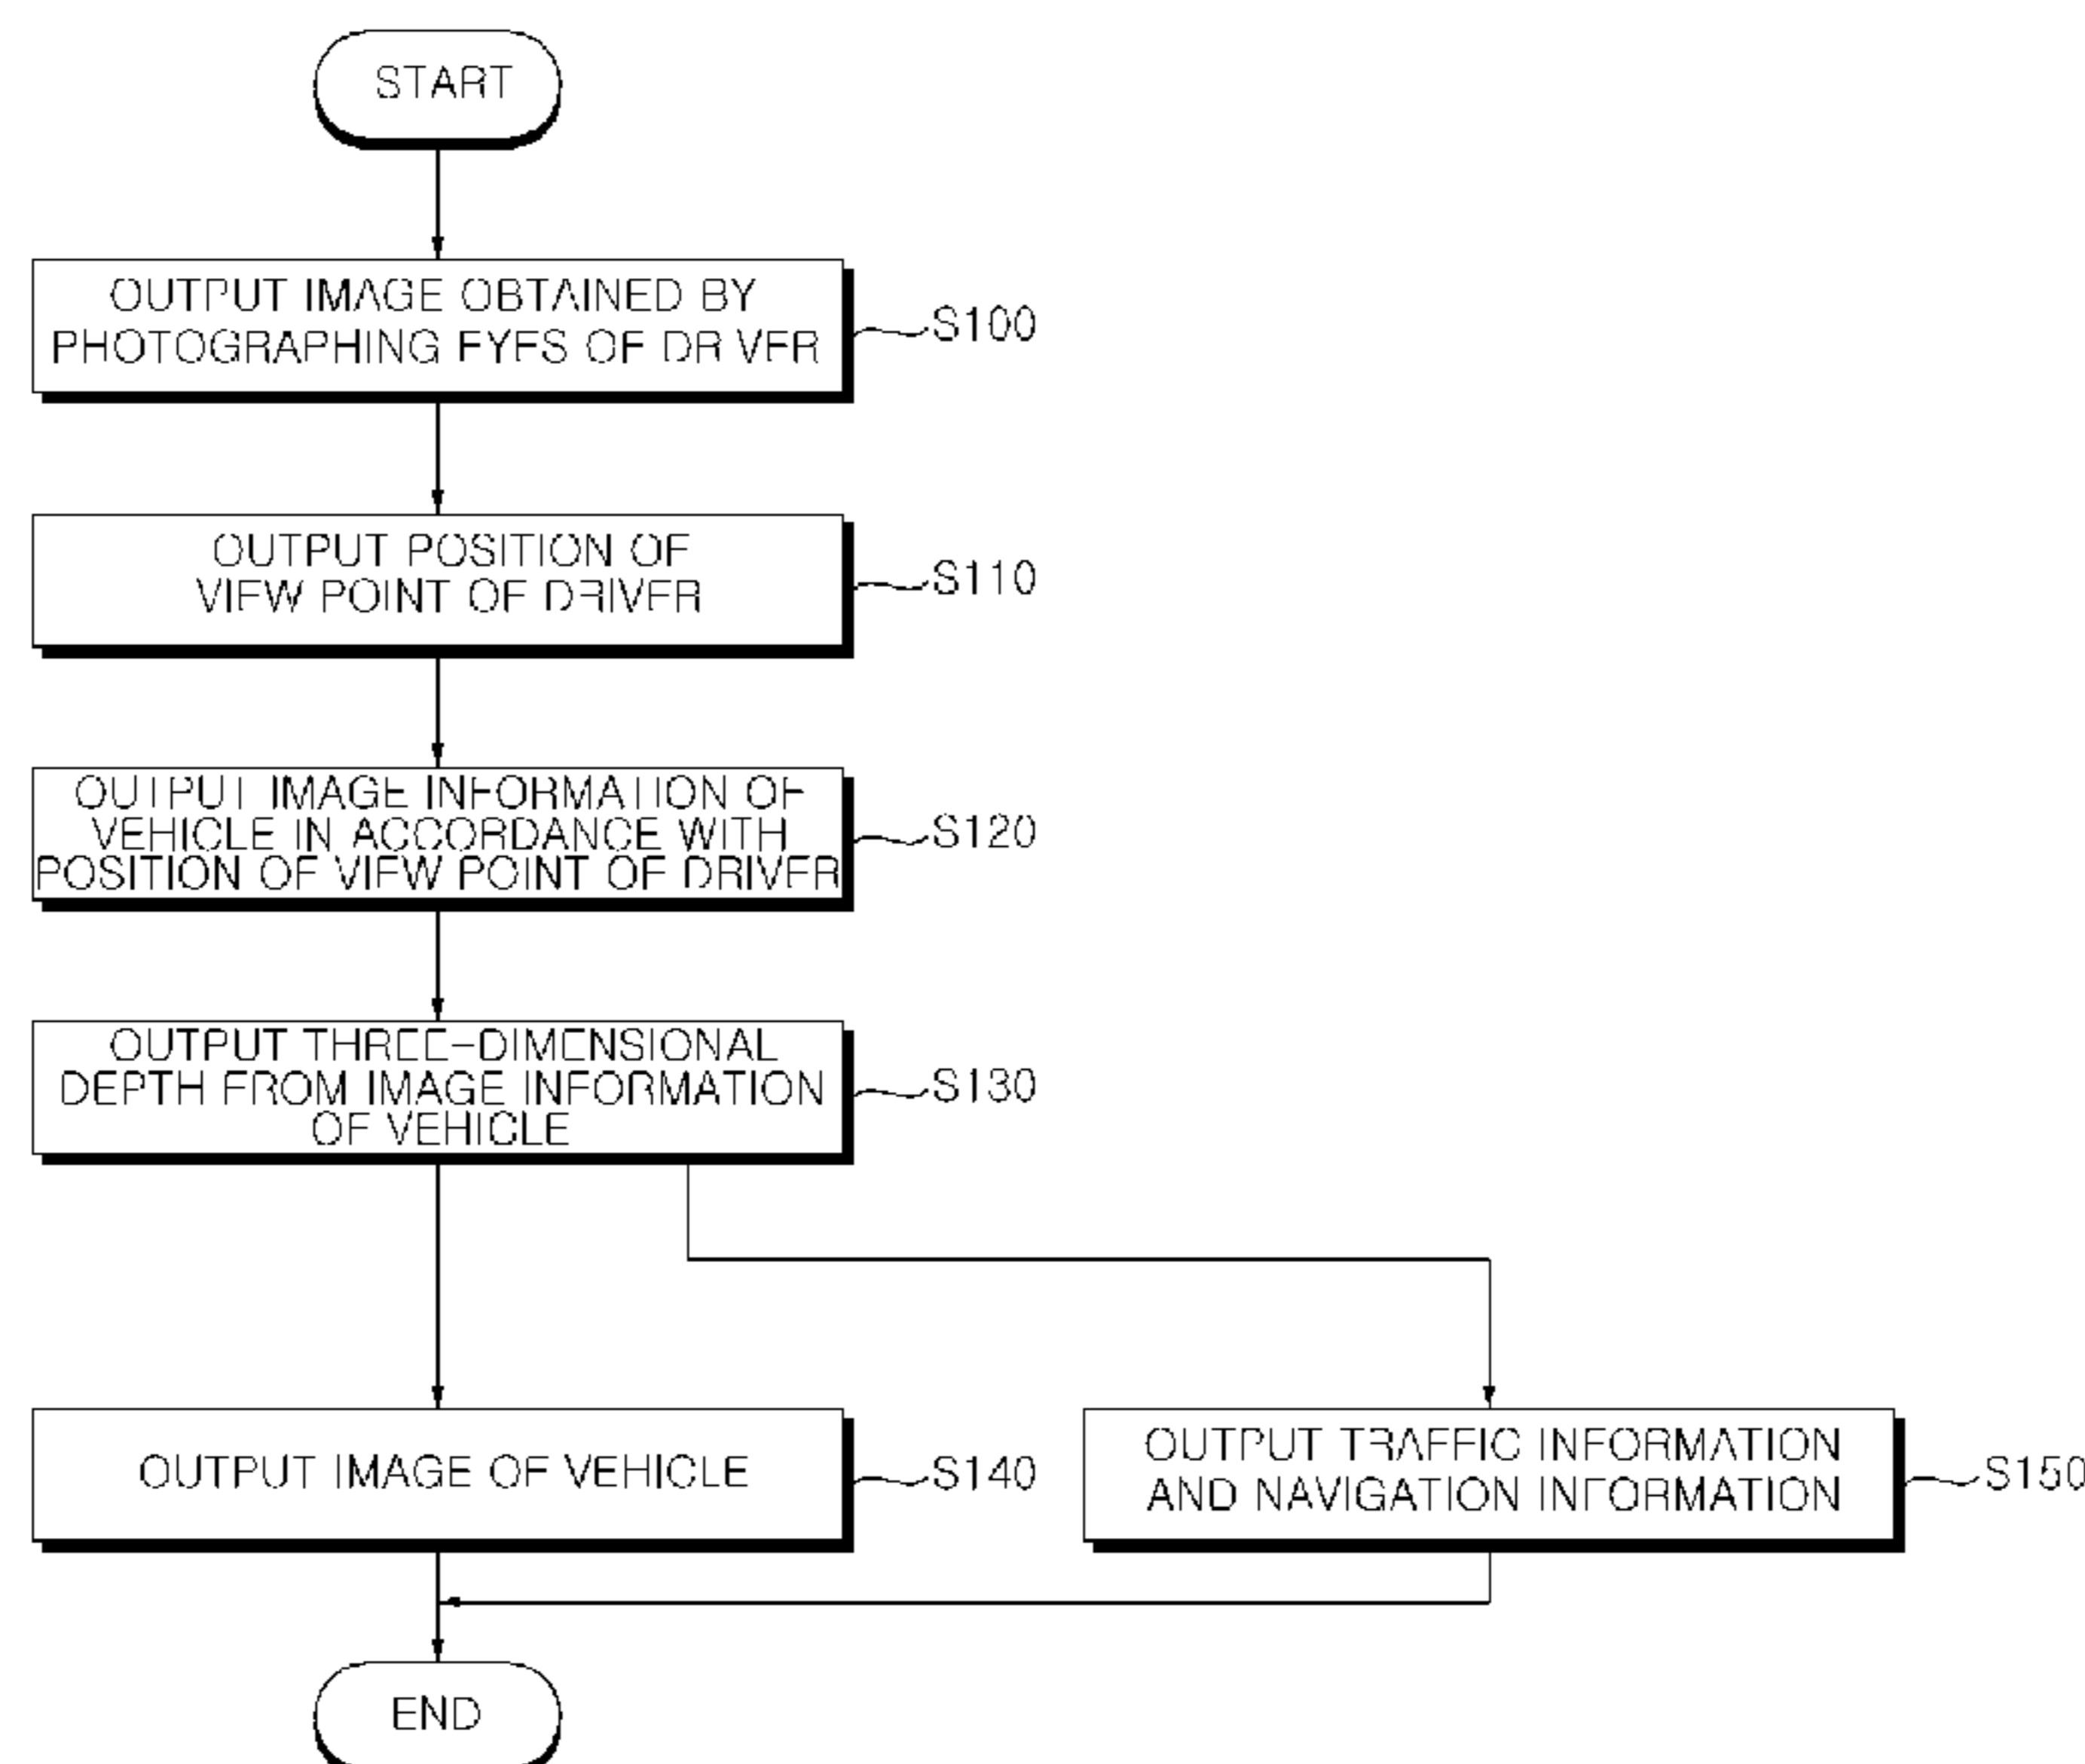 START
OUTPUT IMAGE OBTAINED BY
PHOTOGRAPHING EYES OF DRIVER
S100
OUTPUT POSITION OF
VIEW POINT OF DRIVER
S110
OUTPUT IMAGE INFORMATION OF
VEHICLE IN ACCORDANCE WITH
POSITION OF VIEW POINT OF DRIVER
S120
OUTPUT THREE-DIMENSIONAL
DEPTH FROM IMAGE INFORMATION
OF VEHICLE
S130
OUTPUT IMAGE OF VEHICLE
S140
OUTPUT TRAFFIC INFORMATION
AND NAVIGATION INFORMATION
S150
END